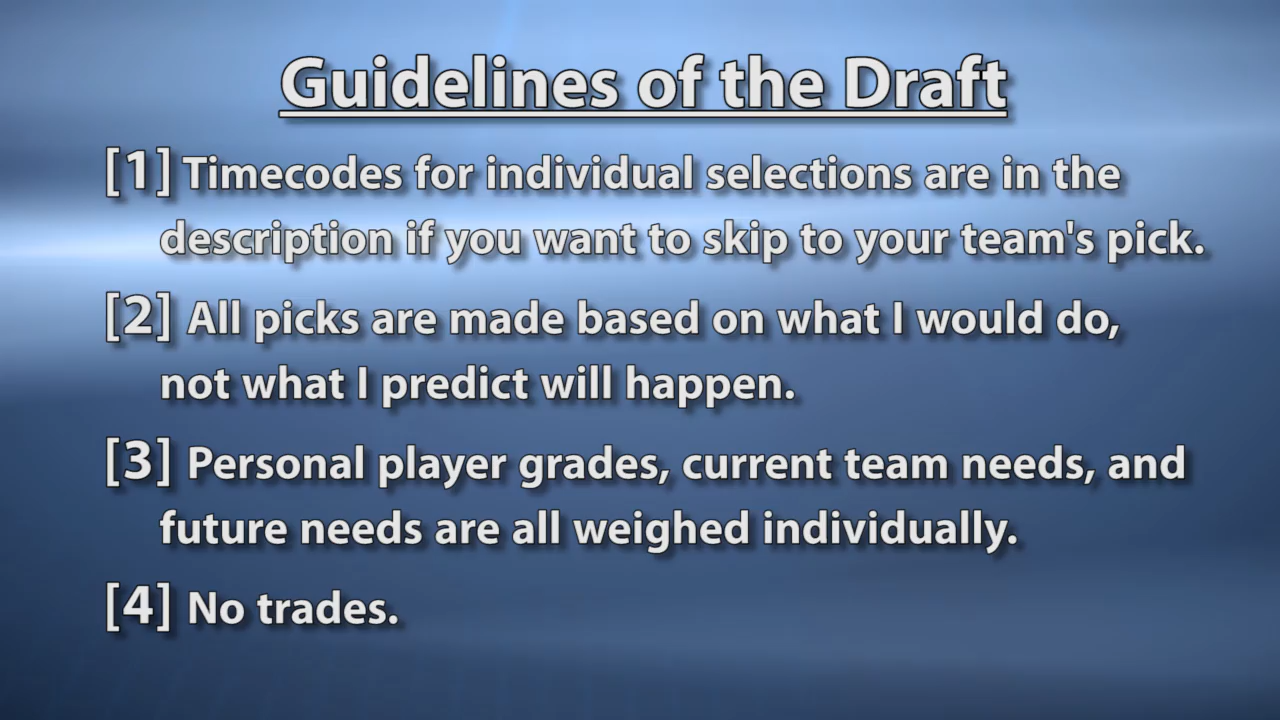 Guidelines of the Draft
[1] Timecodes for individual selections are in the
description if you want to skip to your team's pick.
[2] All picks are made based on what I would do,
not what I predict will happen.
[3] Personal player grades, current team needs, and
future needs are all weighed individually.
[4] No trades.